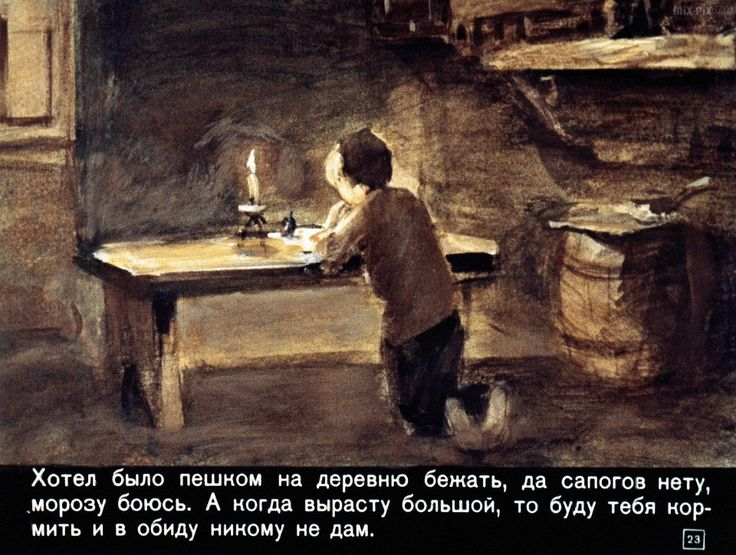 Хотел было пешком на деревню бежать, да сапогов нету,
морозу боюсь. А когда вырасту большой, то буду тебя кор-
мить и в обиду никому не дам.
23